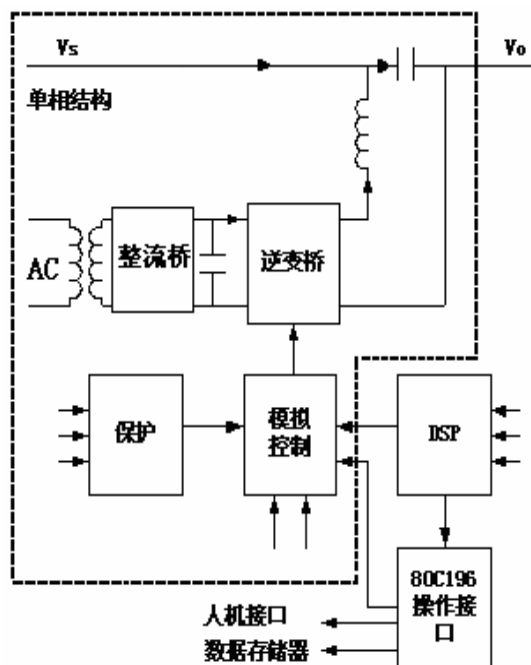 Vs
Vo
单相结构
AC
整流桥
逆变桥
保护
模拟
控制
DSP
80C196
操作接
口
人机接口
数据存储器